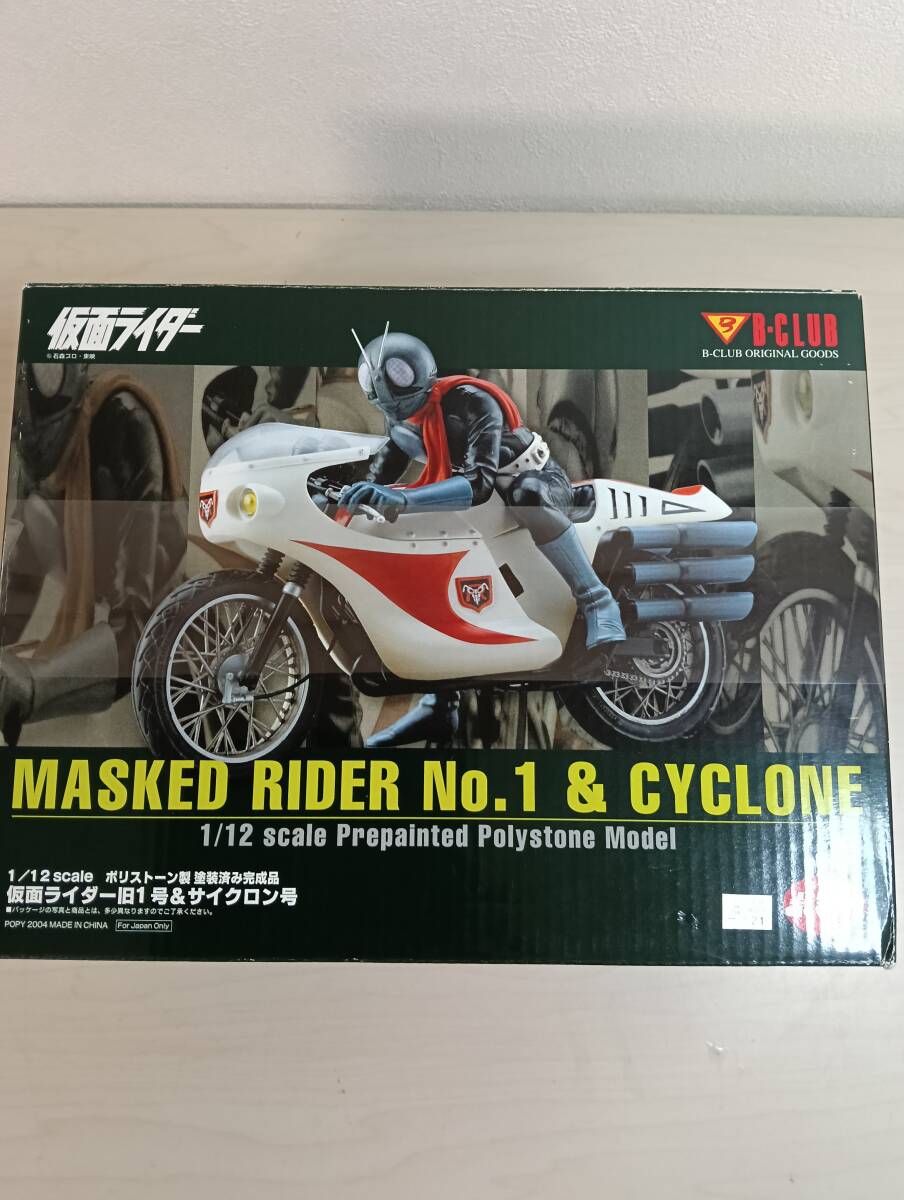 仮面ライダー
© 石森プロ・東映
B-CLUB
B-CLUB ORIGINAL GOODS
MASKED RIDER No.1 & CYCLONE
1/12 scale Prepainted Polystone Model
1/12 scale ポリストーン製 塗装済み完成品
仮面ライダー旧1号&サイクロン号
■パッケージの写真と商品とは、多少異なりますのでご了承ください。
POPY 2004 MADE IN CHINA For Japan Only
21